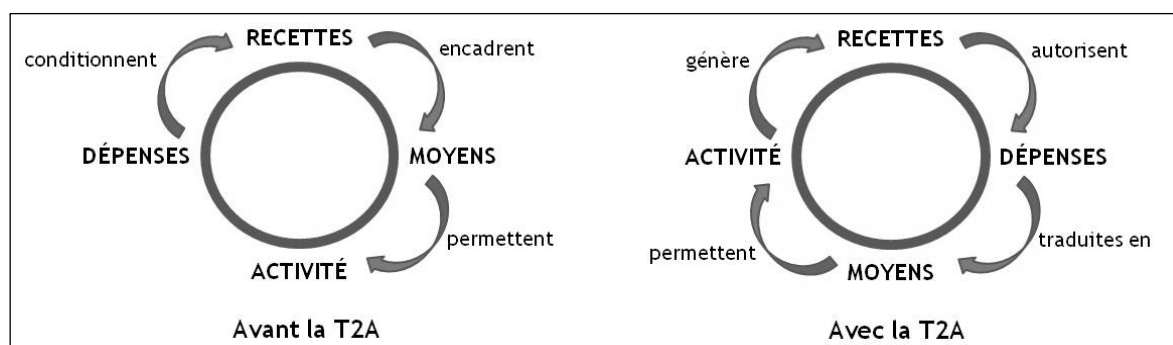 RECETTES
conditionnent
encadrent
DÉPENSES
MOYENS
permettent
ACTIVITÉ
Avant la T2A
RECETTES
génère
autorisent
ACTIVITÉ
DÉPENSES
permettent
traduites en
MOYENS
Avec la T2A